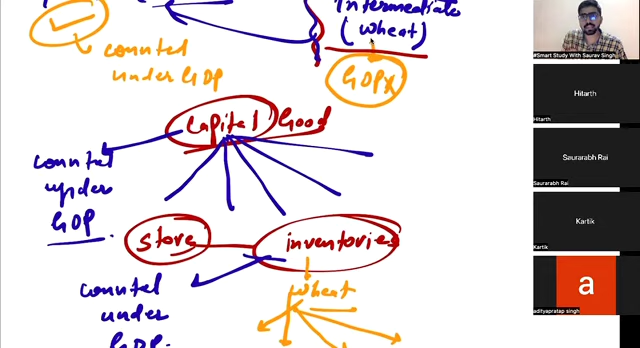 Intermediate
(wheat)
counted
under GDP
GDPX
Capital Good
counted
under
GDP.
Store
inventories
counted
under
GDP.
wheat
#Smart Study With Saurav Singh
Hitarth
Hitarth
Saurarabh Rai
Saurarabh Rai
Kartik
Kartik
a
adityapratap singh